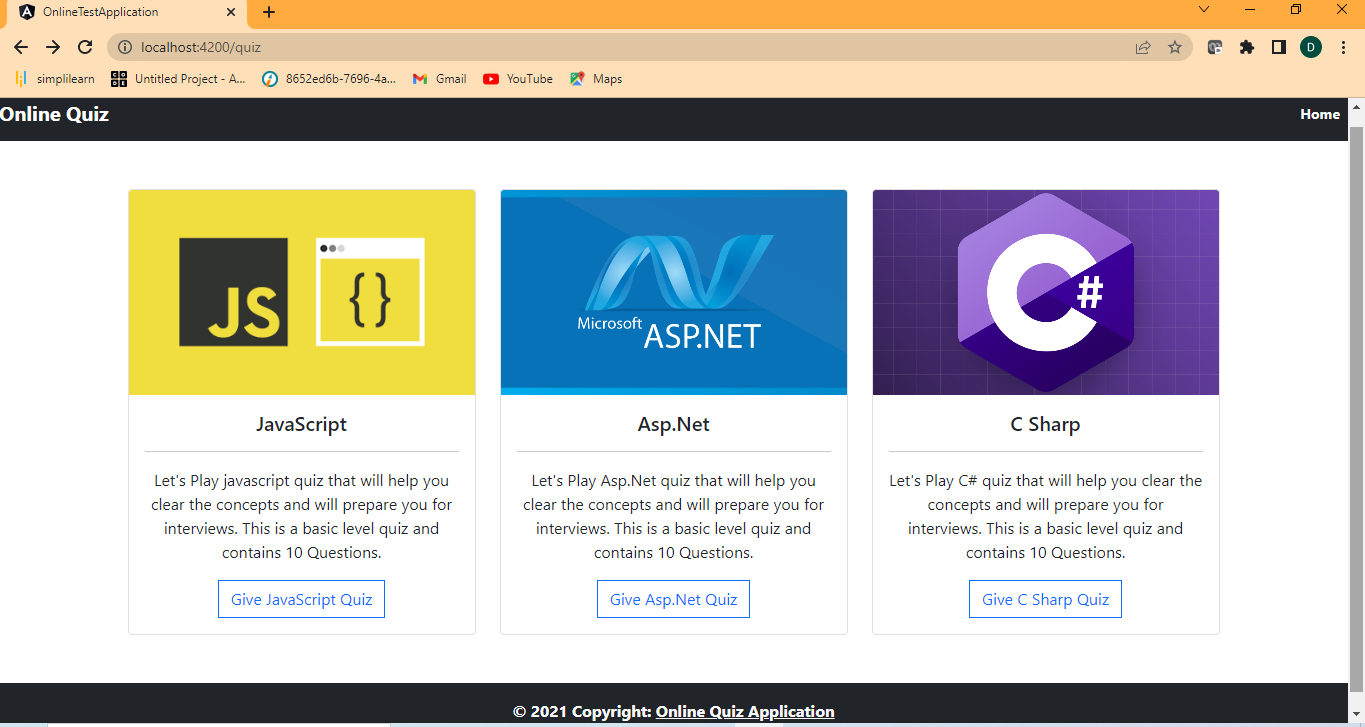 OnlineTestApplication
localhost:4200/quiz
D
simplilearn
CODE
Untitled Project - A...
8652ed6b-7696-4a...
Gmail
YouTube
Maps
Online Quiz
Home
JS
{}
Microsoft
ASP.NET
C#
JavaScript
Let's Play javascript quiz that will help you
clear the concepts and will prepare you for
interviews. This is a basic level quiz and
contains 10 Questions.
Give JavaScript Quiz
Asp.Net
Let's Play Asp.Net quiz that will help you
clear the concepts and will prepare you for
interviews. This is a basic level quiz and
contains 10 Questions.
Give Asp.Net Quiz
C Sharp
Let's Play C# quiz that will help you clear the
concepts and will prepare you for
interviews. This is a basic level quiz and
contains 10 Questions.
Give C Sharp Quiz
© 2021 Copyright: Online Quiz Application